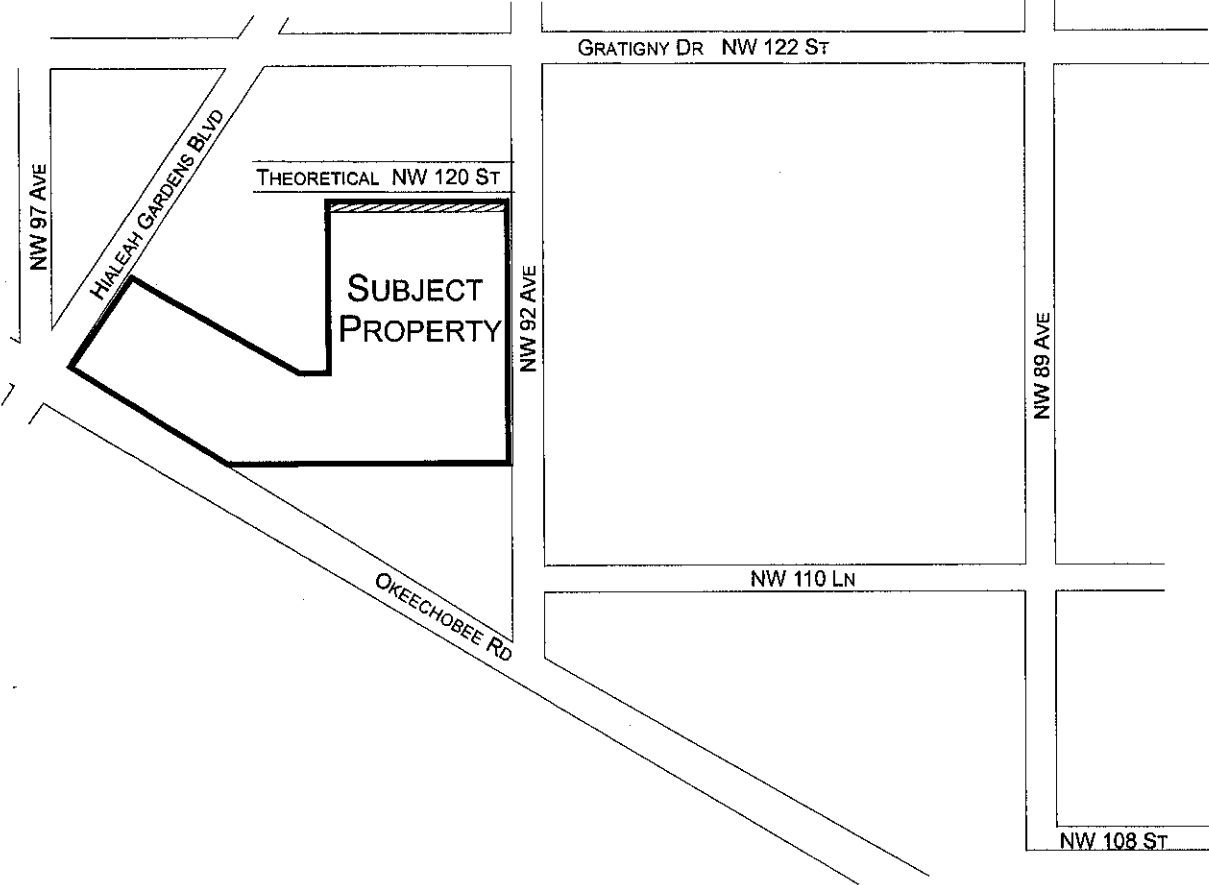 GRATIGNY DR NW 122 ST
HIALEAH GARDENS BLVD
THEORETICAL NW 120 ST
NW 97 AVE
SUBJECT
PROPERTY
NW 92 AVE
NW 89 AVE
NW 110 LN
OKEECHOBEE RD
NW 108 ST